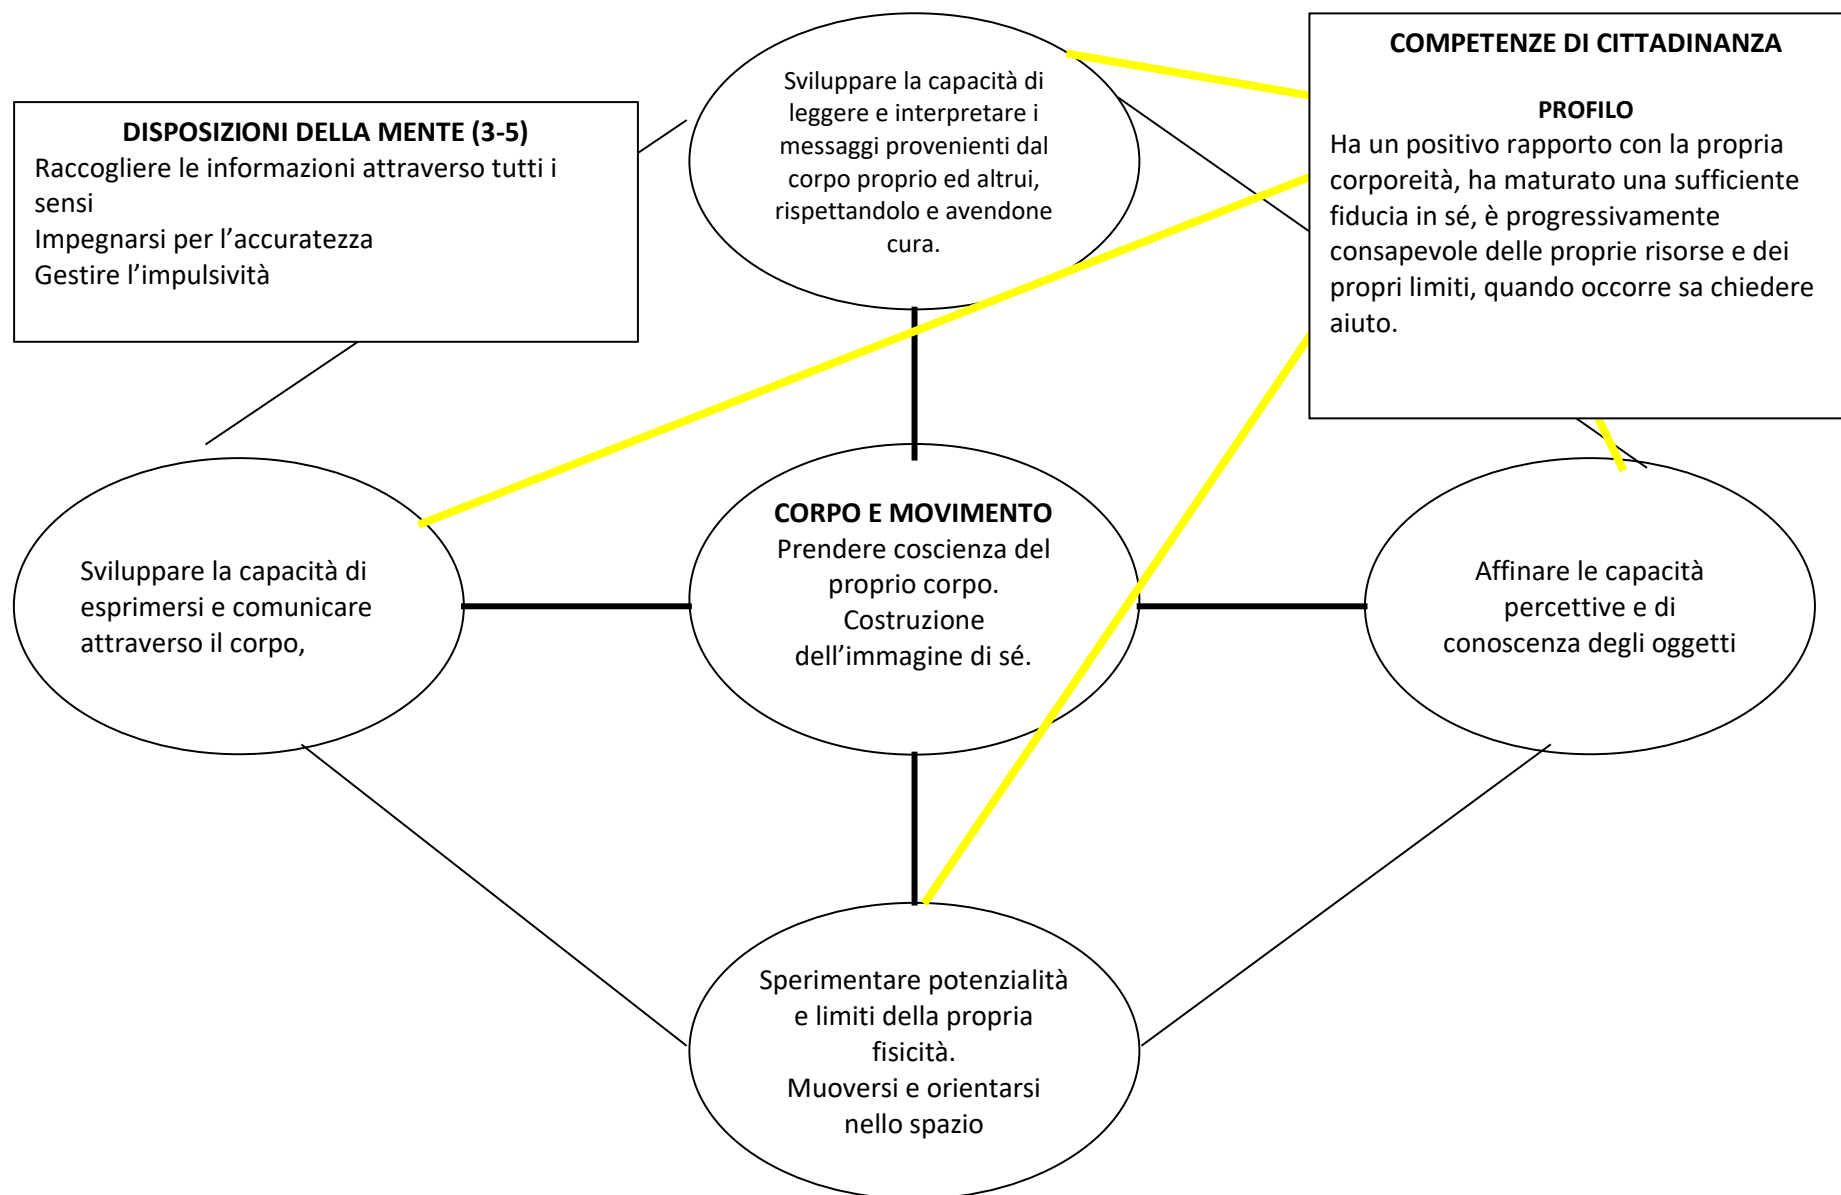 DISPOSIZIONI DELLA MENTE (3-5)
Raccogliere le informazioni attraverso tutti i
sensi
Impegnarsi per l’accuratezza
Gestire l’impulsività
Sviluppare la capacità di
leggere e interpretare i
messaggi provenienti dal
corpo proprio ed altrui,
rispettandolo e avendone
cura.
COMPETENZE DI CITTADINANZA
PROFILO
Ha un positivo rapporto con la propria
corporeità, ha maturato una sufficiente
fiducia in sé, è progressivamente
consapevole delle proprie risorse e dei
propri limiti, quando occorre sa chiedere
aiuto.
Sviluppare la capacità di
esprimersi e comunicare
attraverso il corpo,
CORPO E MOVIMENTO
Prendere coscienza del
proprio corpo.
Costruzione
dell’immagine di sé.
Affinare le capacità
percettive e di
conoscenza degli oggetti
Sperimentare potenzialità
e limiti della propria
fisicità.
Muoversi e orientarsi
nello spazio